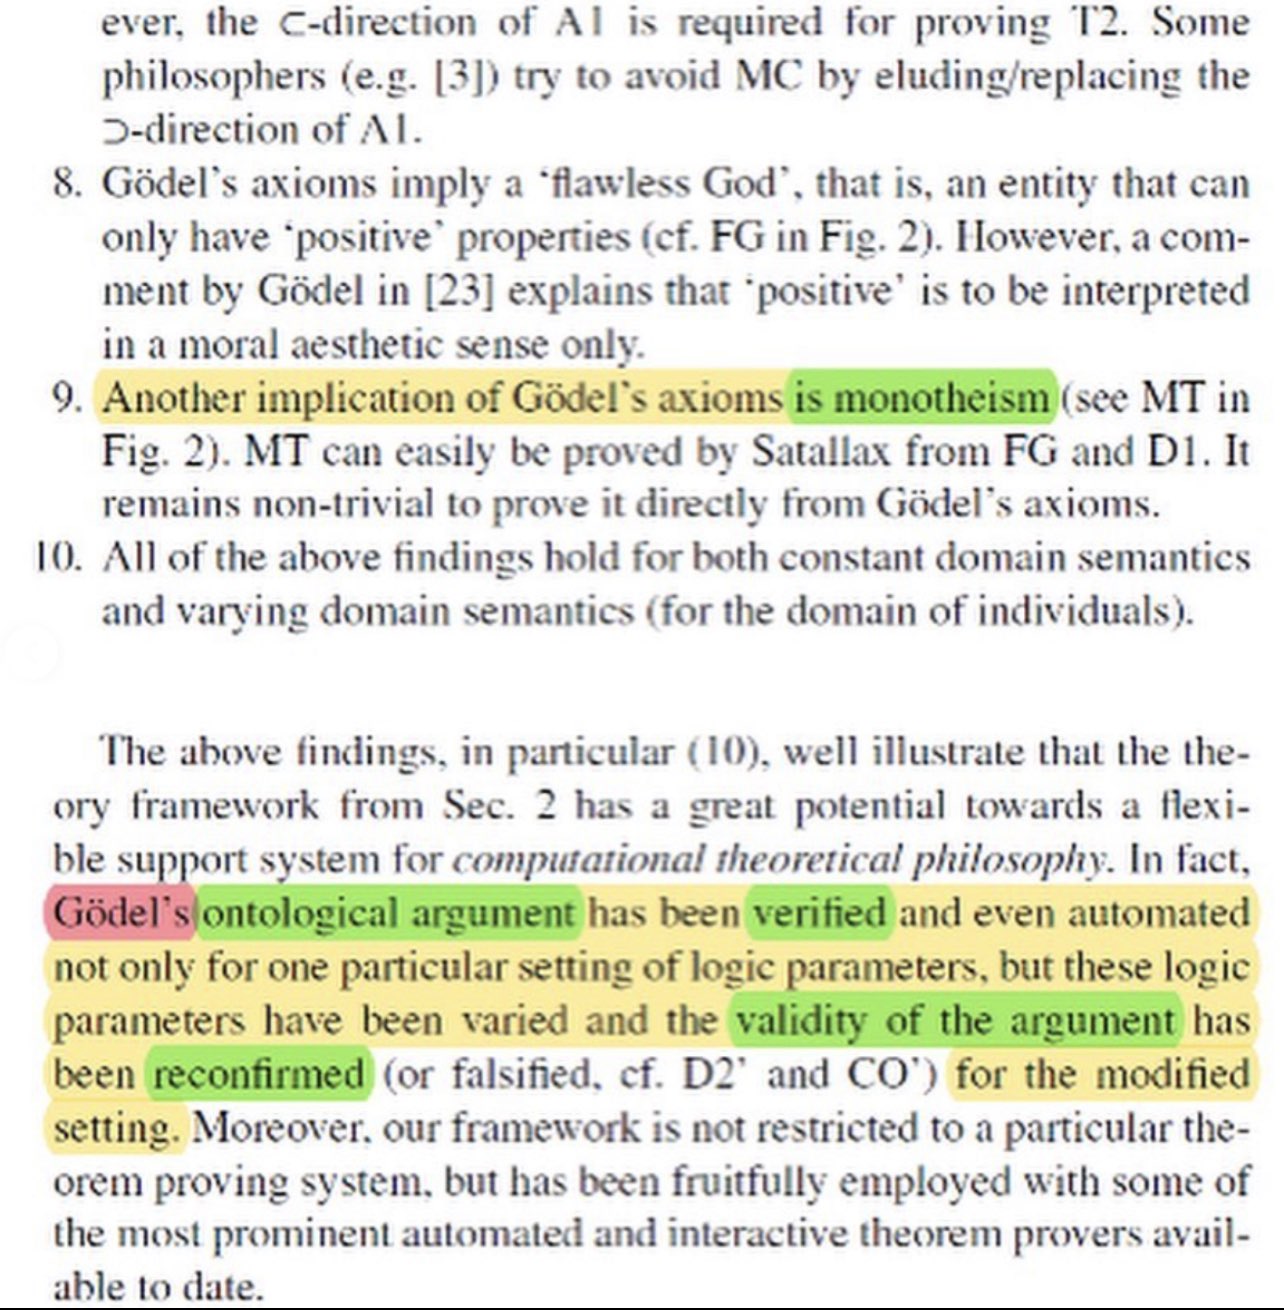 ever, the ⊂-direction of A1 is required for proving T2. Some
philosophers (e.g. [3]) try to avoid MC by eluding/replacing the
⊃-direction of A1.
8. Gödel's axioms imply a 'flawless God', that is, an entity that can
only have 'positive' properties (cf. FG in Fig. 2). However, a com-
ment by Gödel in [23] explains that 'positive' is to be interpreted
in a moral aesthetic sense only.
9. Another implication of Gödel's axioms is monotheism (see MT in
Fig. 2). MT can easily be proved by Satallax from FG and D1. It
remains non-trivial to prove it directly from Gödel's axioms.
10. All of the above findings hold for both constant domain semantics
and varying domain semantics (for the domain of individuals).
The above findings, in particular (10), well illustrate that the the-
ory framework from Sec. 2 has a great potential towards a flexi-
ble support system for computational theoretical philosophy. In fact,
Gödel's ontological argument has been verified and even automated
not only for one particular setting of logic parameters, but these logic
parameters have been varied and the validity of the argument has
been reconfirmed (or falsified, cf. D2' and CO') for the modified
setting. Moreover, our framework is not restricted to a particular the-
orem proving system, but has been fruitfully employed with some of
the most prominent automated and interactive theorem provers avail-
able to date.